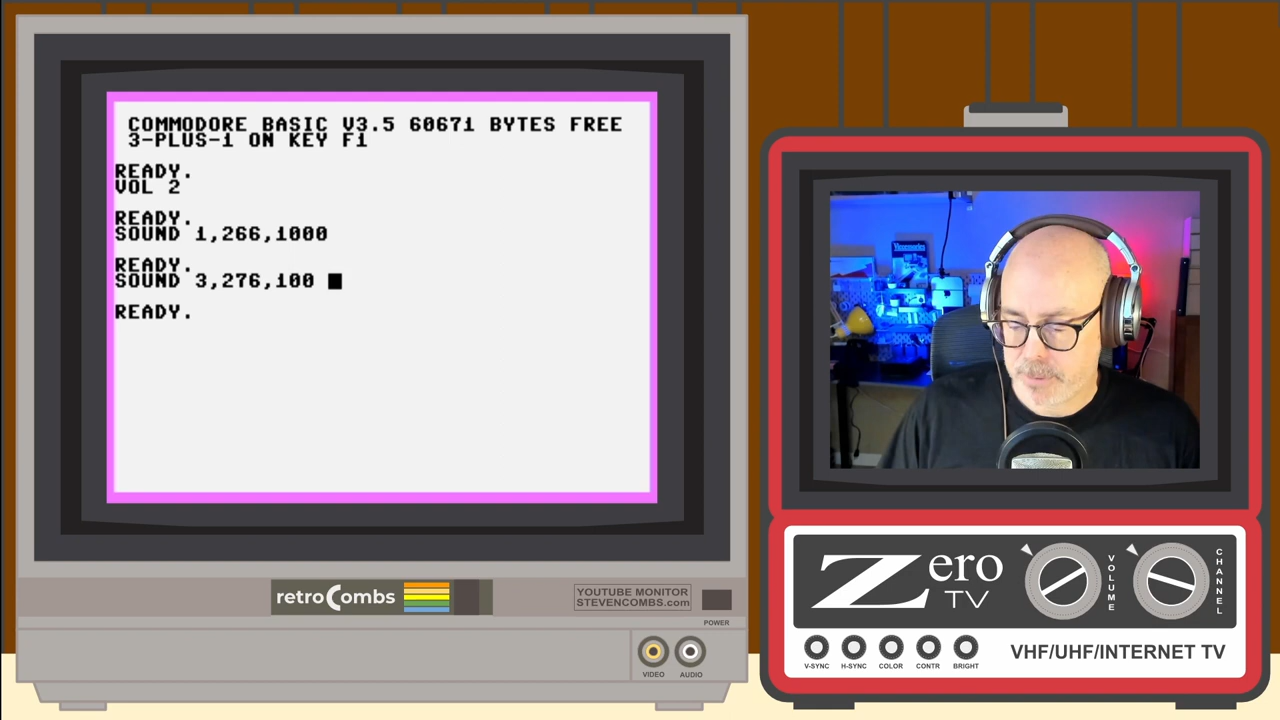 COMMODORE BASIC V3.5 60671 BYTES FREE
3-PLUS-1 ON KEY F1
READY.
VOL 2
READY.
SOUND 1,266,1000
READY.
SOUND 3,276,100
READY.
retroCombs
YOUTUBE MONITOR
STEVENCOMBS.com
POWER
VIDEO
AUDIO
Zero
TV
VOLUME
CHANNEL
V-SYNC
H-SYNC
COLOR
CONTR
BRIGHT
VHF/UHF/INTERNET TV